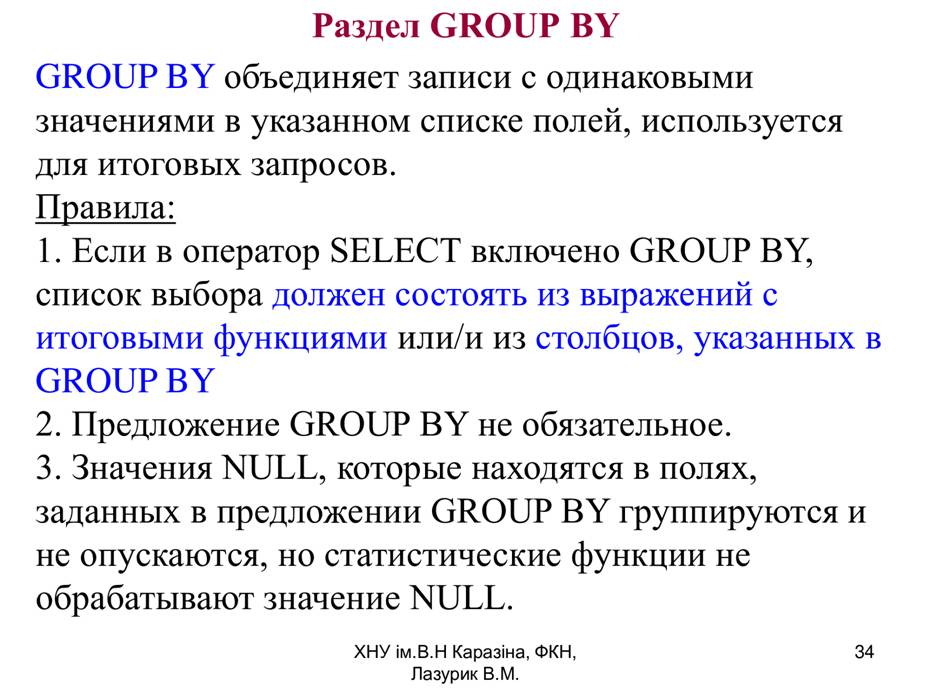 Раздел GROUP BY
GROUP BY объединяет записи с одинаковыми
значениями в указанном списке полей, используется
для итоговых запросов.
Правила:
1. Если в оператор SELECT включено GROUP BY,
список выбора должен состоять из выражений с
итоговыми функциями или/и из столбцов, указанных в
GROUP BY
2. Предложение GROUP BY не обязательное.
3. Значения NULL, которые находятся в полях,
заданных в предложении GROUP BY группируются и
не опускаются, но статистические функции не
обрабатывают значение NULL.
ХНУ ім.В.Н Каразіна, ФКН,
Лазурик В.М.
34